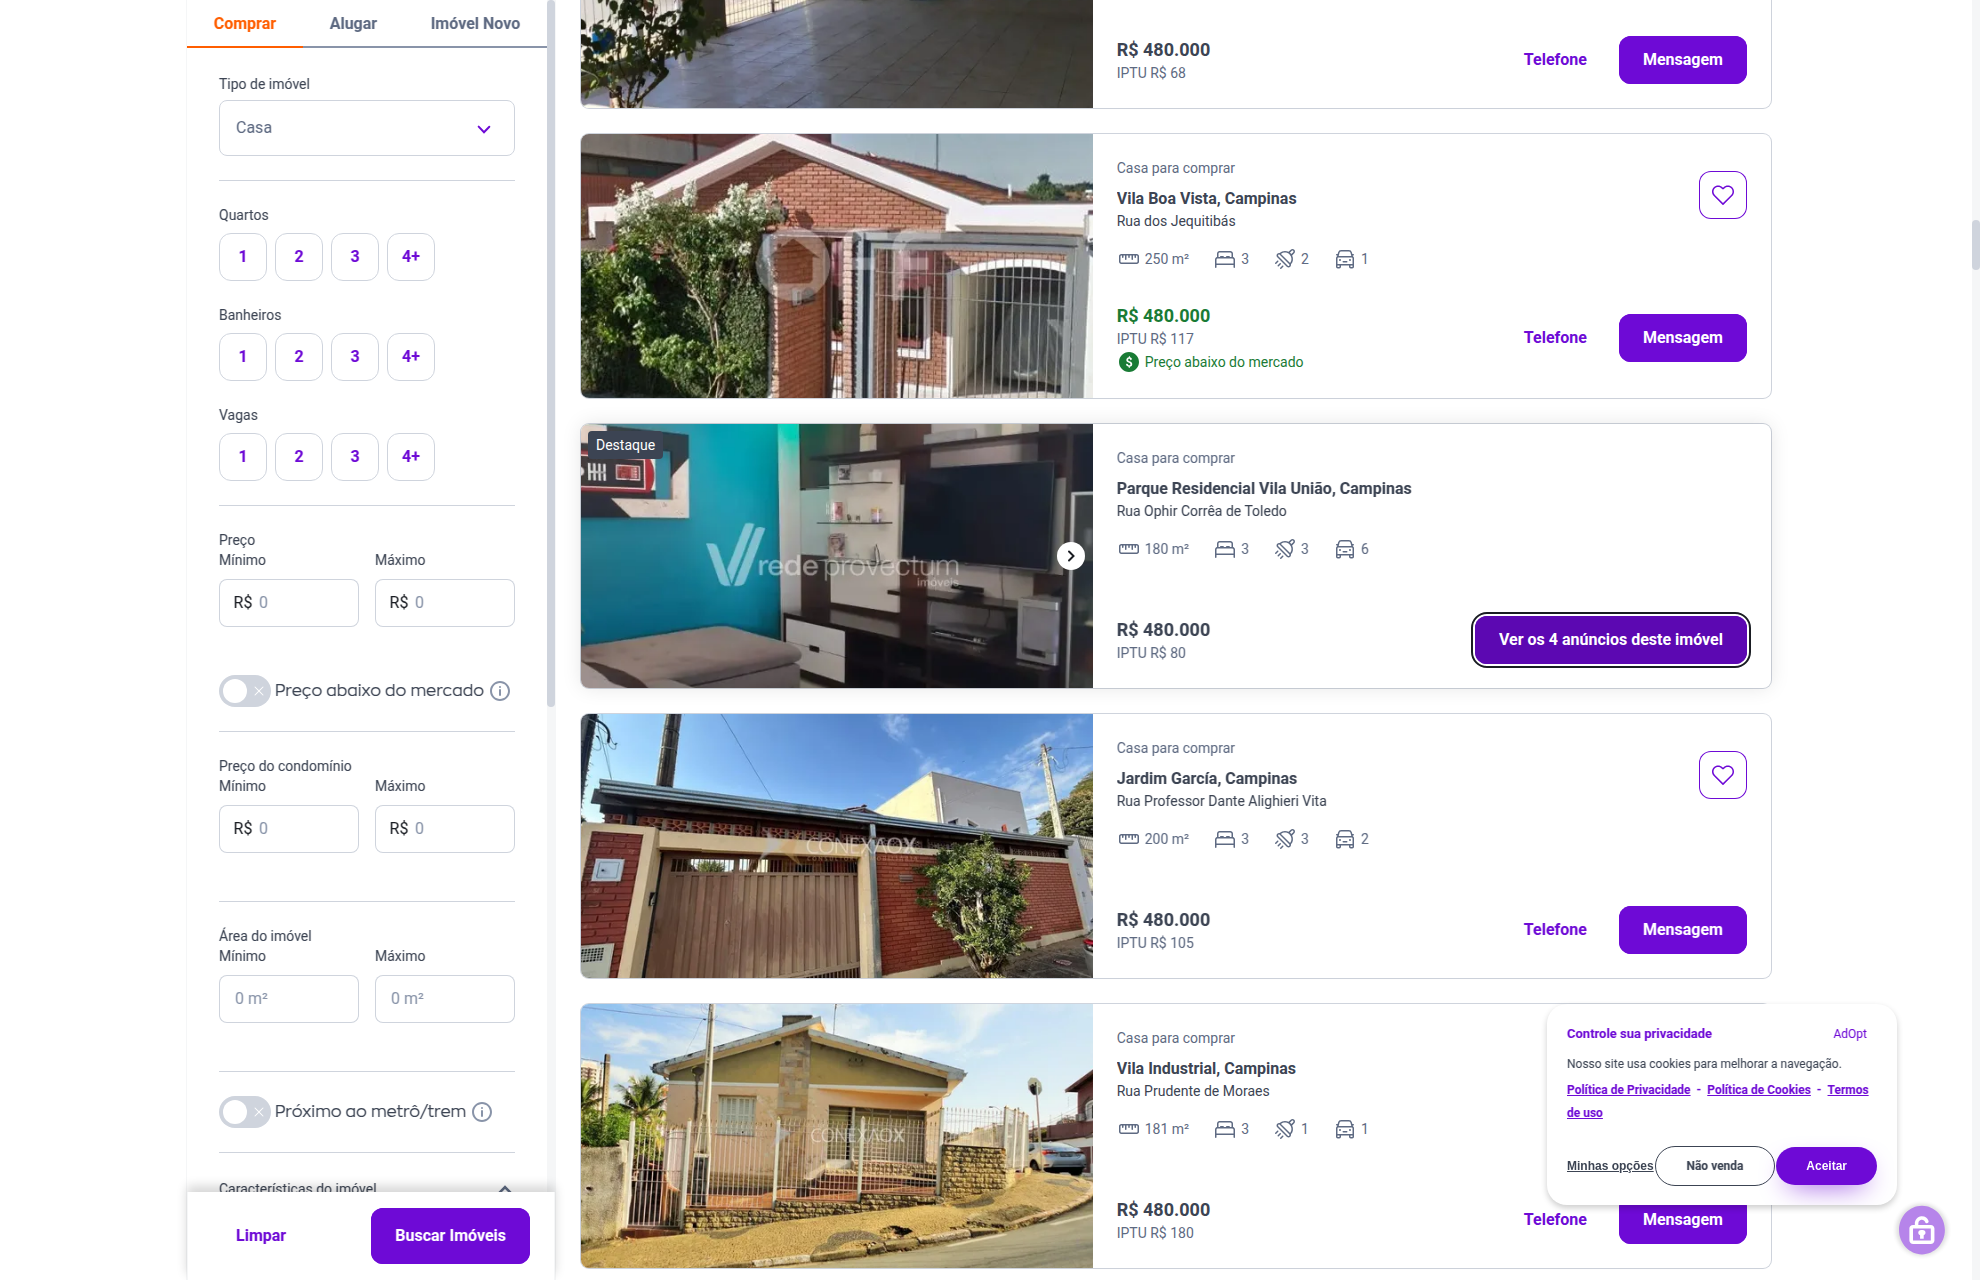 Comprar
Alugar
Imóvel Novo
Tipo de imóvel
Casa
Quartos
1
2
3
4+
Banheiros
1
2
3
4+
Vagas
1
2
3
4+
Preço
Mínimo
Máximo
R$ 0
R$ 0
Preço abaixo do mercado
Preço do condomínio
Mínimo
Máximo
R$ 0
R$ 0
Área do imóvel
Mínimo
Máximo
0 m²
0 m²
Próximo ao metrô/trem
Características do imóvel
Limpar
Buscar Imóveis
R$ 480.000
IPTU R$ 68
Telefone
Mensagem
Casa para comprar
Vila Boa Vista, Campinas
Rua dos Jequitibás
250 m²
3
2
1
R$ 480.000
IPTU R$ 117
Preço abaixo do mercado
Telefone
Mensagem
Destaque
rede provectum
imóveis
Casa para comprar
Parque Residencial Vila União, Campinas
Rua Ophir Corrêa de Toledo
180 m²
3
3
6
R$ 480.000
IPTU R$ 80
Ver os 4 anúncios deste imóvel
CONEXAOX
Casa para comprar
Jardim García, Campinas
Rua Professor Dante Alighieri Vita
200 m²
3
3
2
R$ 480.000
IPTU R$ 105
Telefone
Mensagem
CONEXAOX
Casa para comprar
Vila Industrial, Campinas
Rua Prudente de Moraes
181 m²
3
1
1
R$ 480.000
IPTU R$ 180
Telefone
Mensagem
Controle sua privacidade
AdOpt
Nosso site usa cookies para melhorar a navegação.
Política de Privacidade - Política de Cookies - Termos
de uso
Minhas opções
Não venda
Aceitar